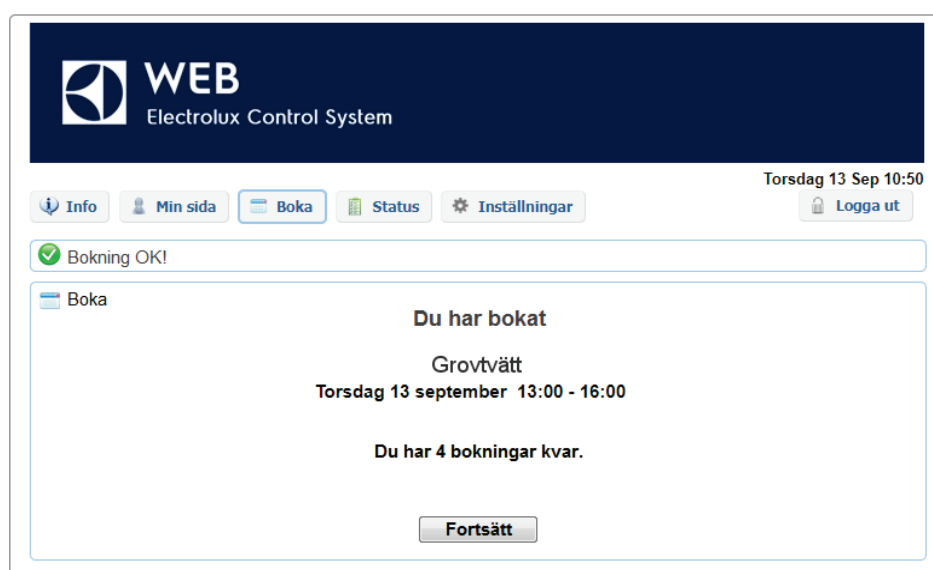 WEB
Electrolux Control System
Torsdag 13 Sep 10:50
Info Min sida Boka Status Inställningar Logga ut
Bokning OK!
Boka
Du har bokat
Grovtvätt
Torsdag 13 september 13:00 - 16:00
Du har 4 bokningar kvar.
Fortsätt